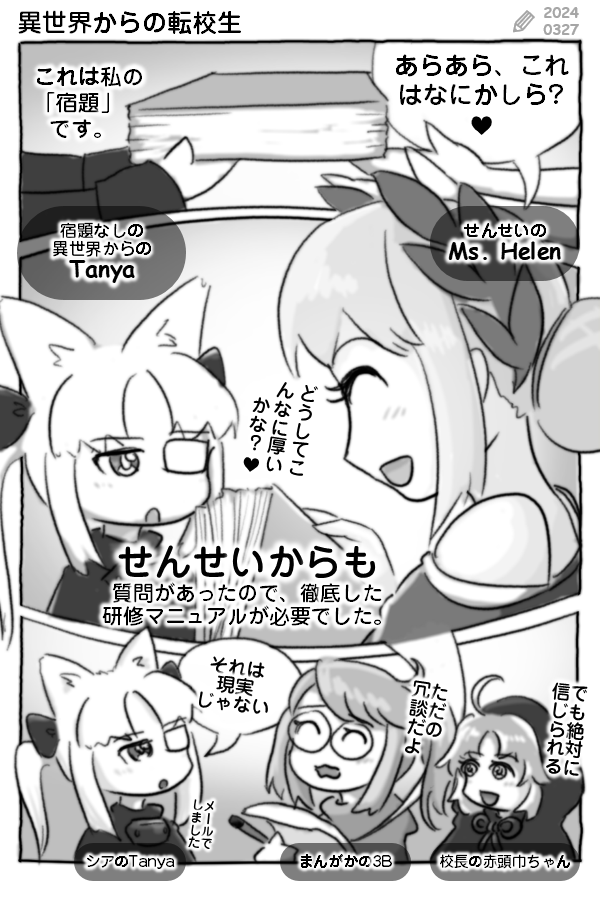 異世界からの転校生
2024
0327
これは私の
「宿題」
です。
あらあら、これ
はなにかしら?
♥
宿題なしの
異世界からの
Tanya
せんせいの
Ms. Helen
どうしてこ
んなに厚い
かな?♥
せんせいからも
質問があったので、徹底した
研修マニュアルが必要でした。
それは
現実
じゃない
ただの
冗談だよ
でも絶対に
信じられる
メールで
しました
シアのTanya
まんがかの3B
校長の赤頭巾ちゃん